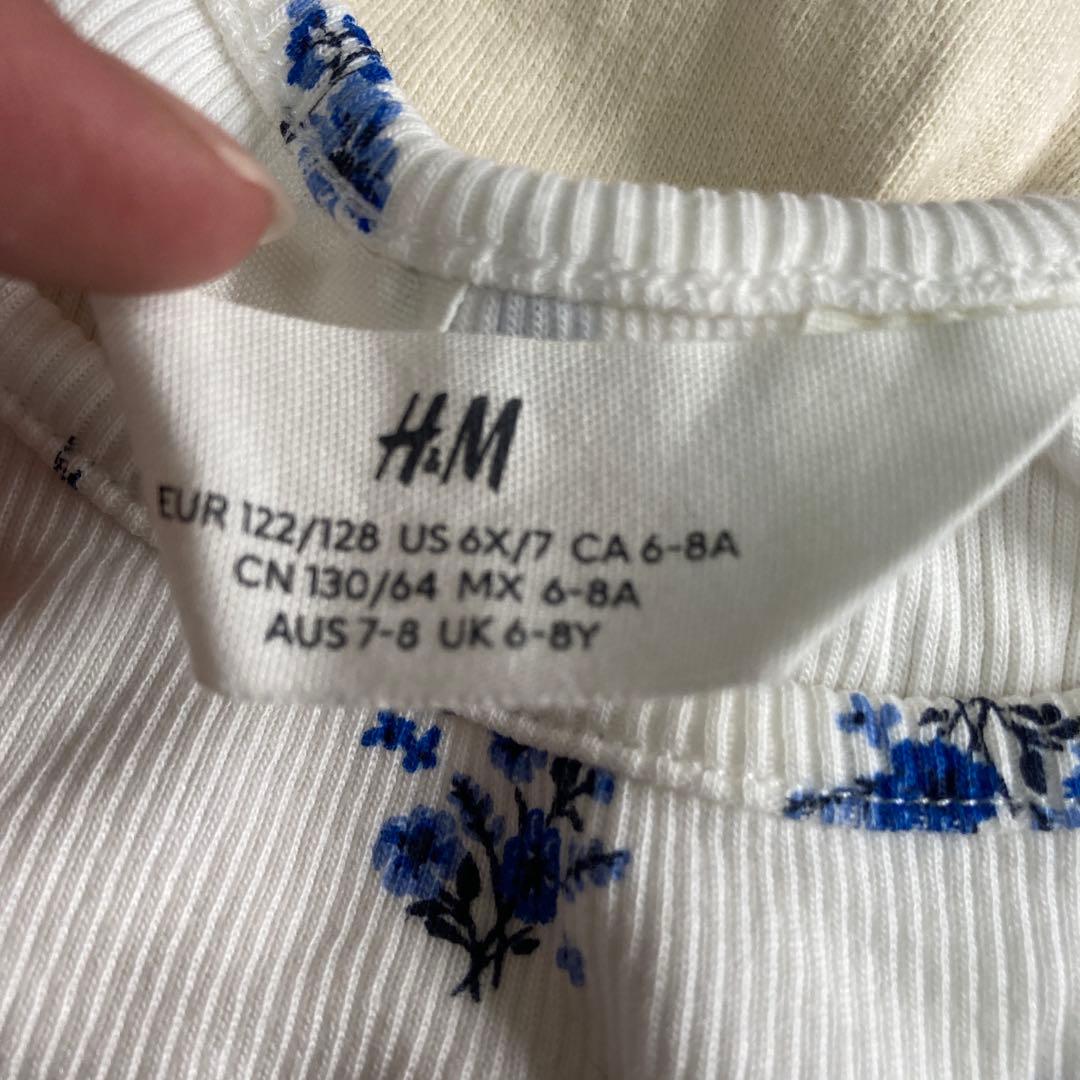 H&M
EUR 122/128 US 6X/7 CA 6-8A
CN 130/64 MX 6-8A
AUS 7-8 UK 6-8Y